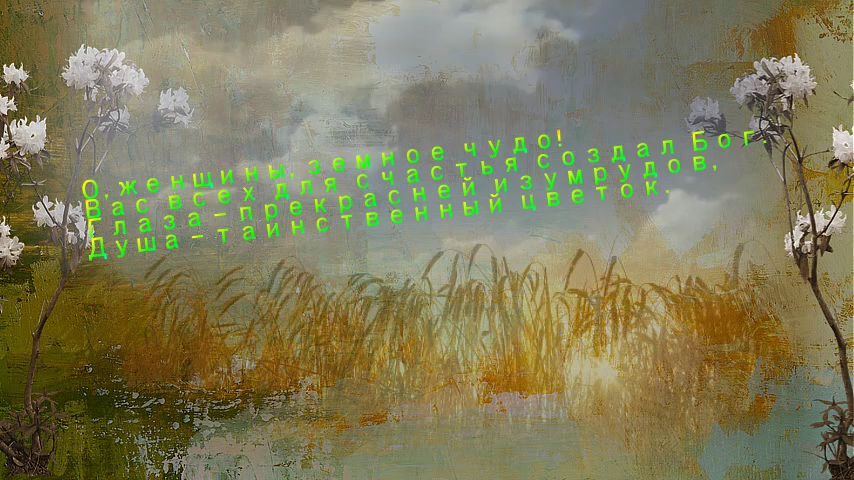 О, женщины, земное чудо!
Вас всех для счастья создал Бог.
Глаза – прекрасней изумрудов,
Душа – таинственный цветок.